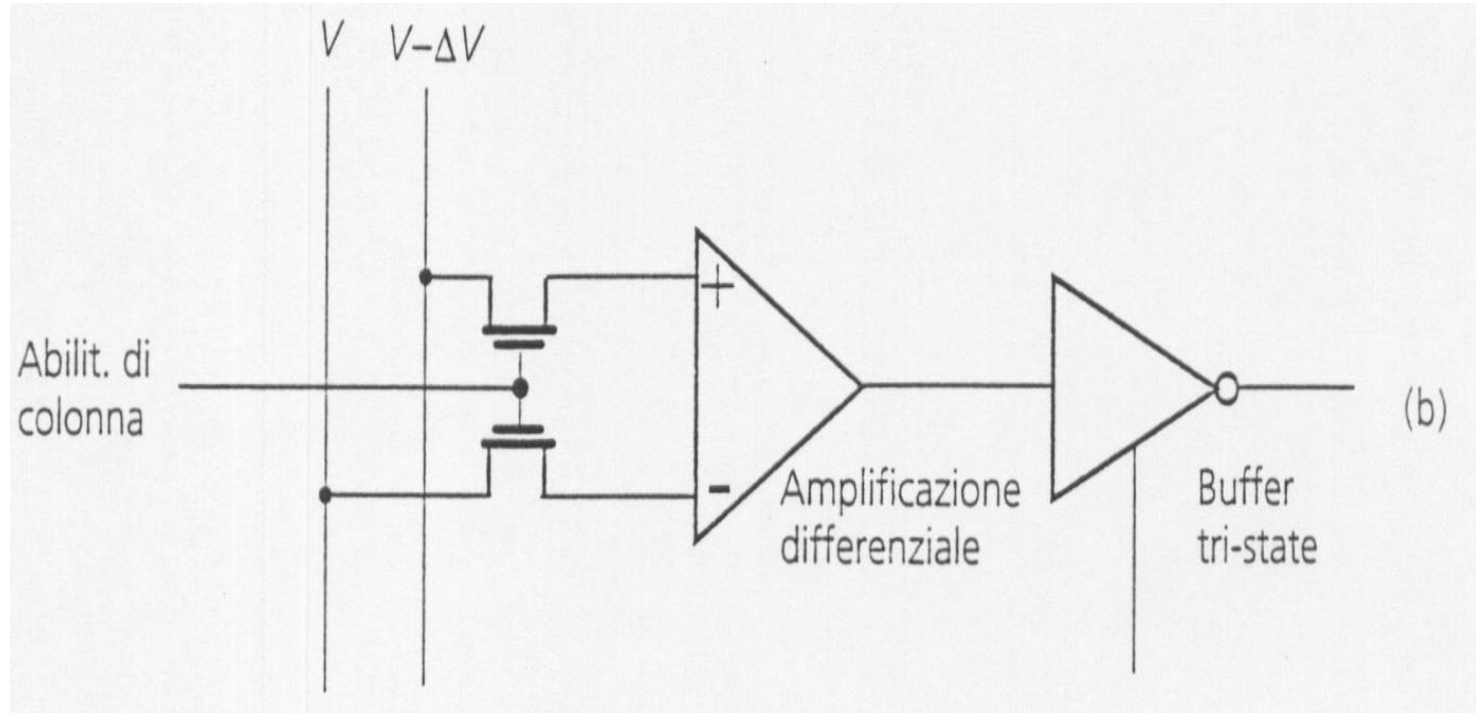 V
V–ΔV
Abilit. di
colonna
+
-
Amplificazione
differenziale
Buffer
tri-state
(b)